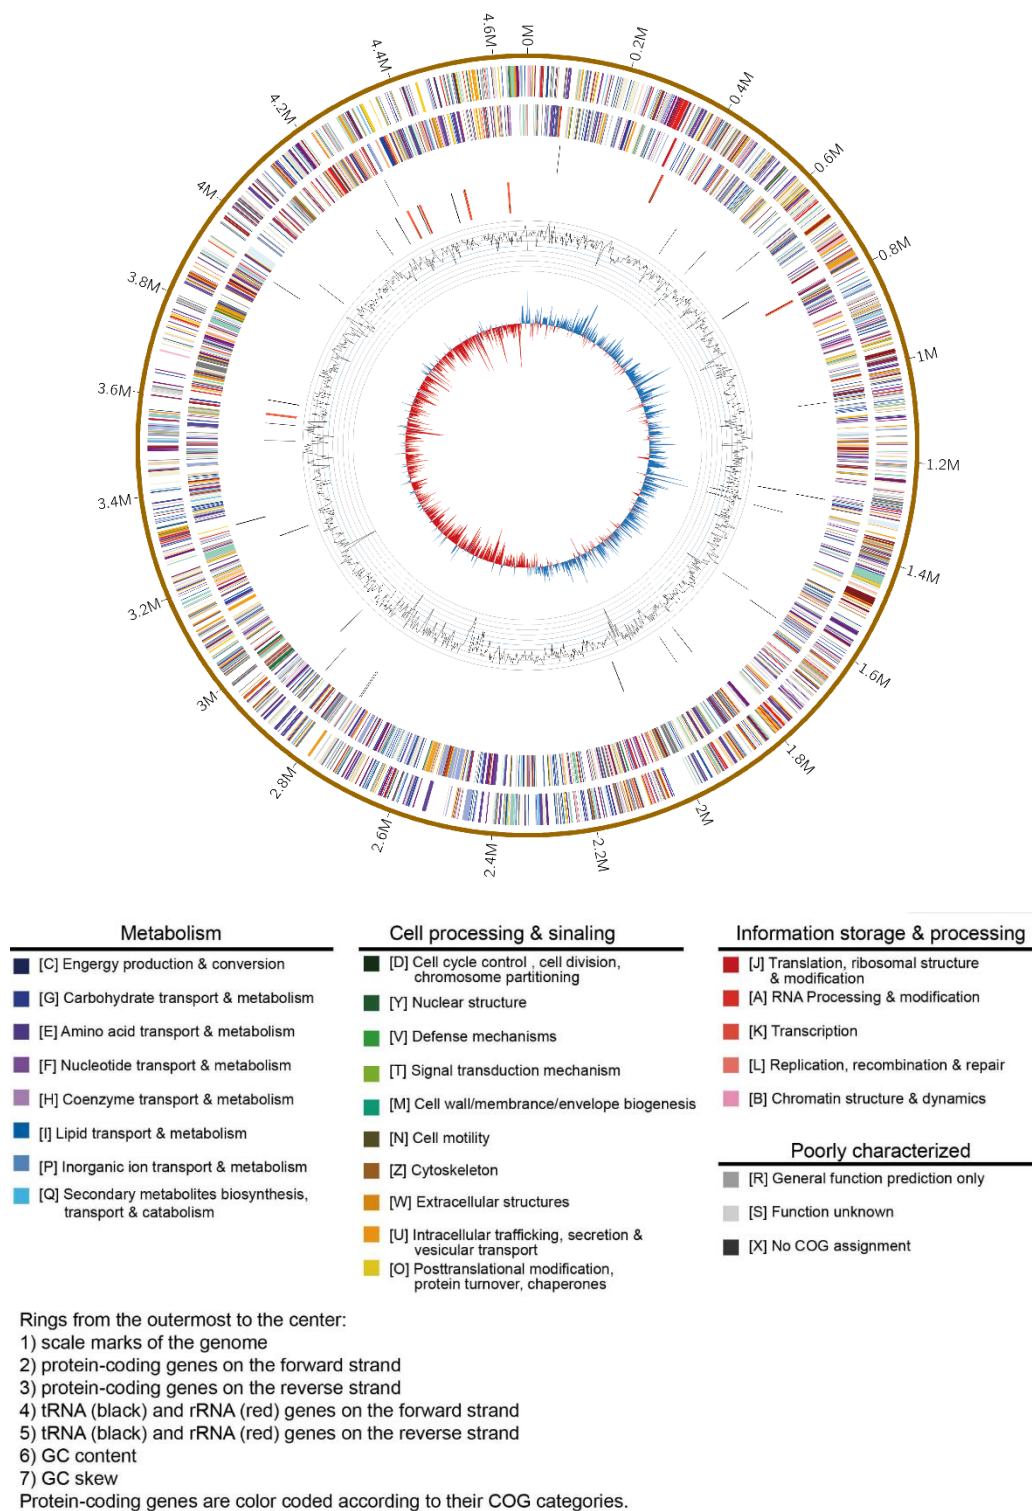 0M
0.2M
0.4M
0.6M
0.8M
1M
1.2M
1.4M
1.6M
1.8M
2M
2.2M
2.4M
2.6M
2.8M
3M
3.2M
3.4M
3.6M
3.8M
4M
4.2M
4.4M
4.6M
Metabolism
[C] Engergy production & conversion
[G] Carbohydrate transport & metabolism
[E] Amino acid transport & metabolism
[F] Nucleotide transport & metabolism
[H] Coenzyme transport & metabolism
[I] Lipid transport & metabolism
[P] Inorganic ion transport & metabolism
[Q] Secondary metabolites biosynthesis,
transport & catabolism
Cell processing & sinaling
[D] Cell cycle control , cell division,
chromosome partitioning
[Y] Nuclear structure
[V] Defense mechanisms
[T] Signal transduction mechanism
[M] Cell wall/membrance/envelope biogenesis
[N] Cell motility
[Z] Cytoskeleton
[W] Extracellular structures
[U] Intracellular trafficking, secretion &
vesicular transport
[O] Posttranslational modification,
protein turnover, chaperones
Information storage & processing
[J] Translation, ribosomal structure
& modification
[A] RNA Processing & modification
[K] Transcription
[L] Replication, recombination & repair
[B] Chromatin structure & dynamics
Poorly characterized
[R] General function prediction only
[S] Function unknown
[X] No COG assignment
Rings from the outermost to the center:
1) scale marks of the genome
2) protein-coding genes on the forward strand
3) protein-coding genes on the reverse strand
4) tRNA (black) and rRNA (red) genes on the forward strand
5) tRNA (black) and rRNA (red) genes on the reverse strand
6) GC content
7) GC skew
Protein-coding genes are color coded according to their COG categories.